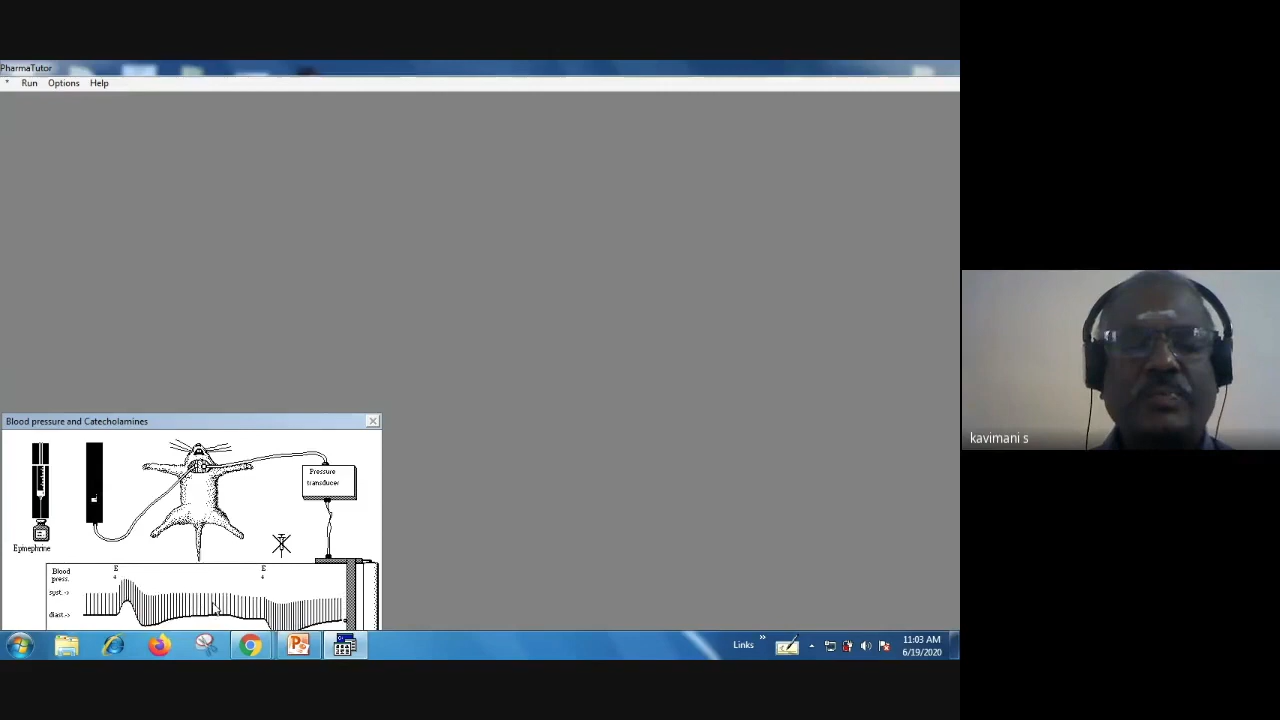 PharmaTutor
* Run Options Help
Blood pressure and Catecholamines
Pressure
transducer
Epinephrine
E E
Blood
press.
syst.->
diast.->
kavimani s
Links
11:03 AM
6/19/2020